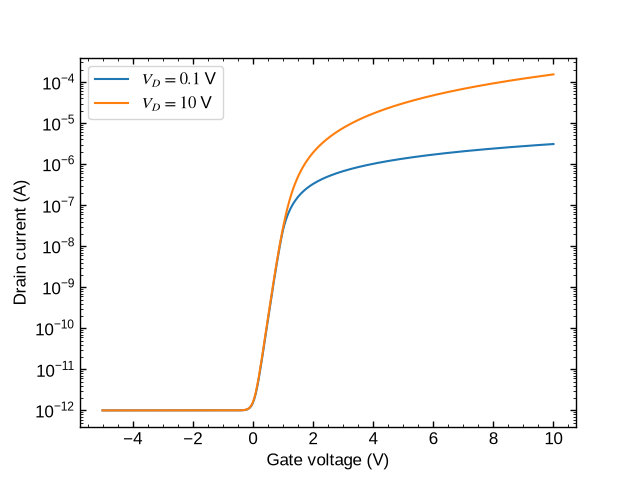 V_D = 0.1 V
V_D = 10 V
10^−4
10^−5
10^−6
10^−7
10^−8
10^−9
10^−10
10^−11
10^−12
Drain current (A)
−4 −2 0 2 4 6 8 10
Gate voltage (V)